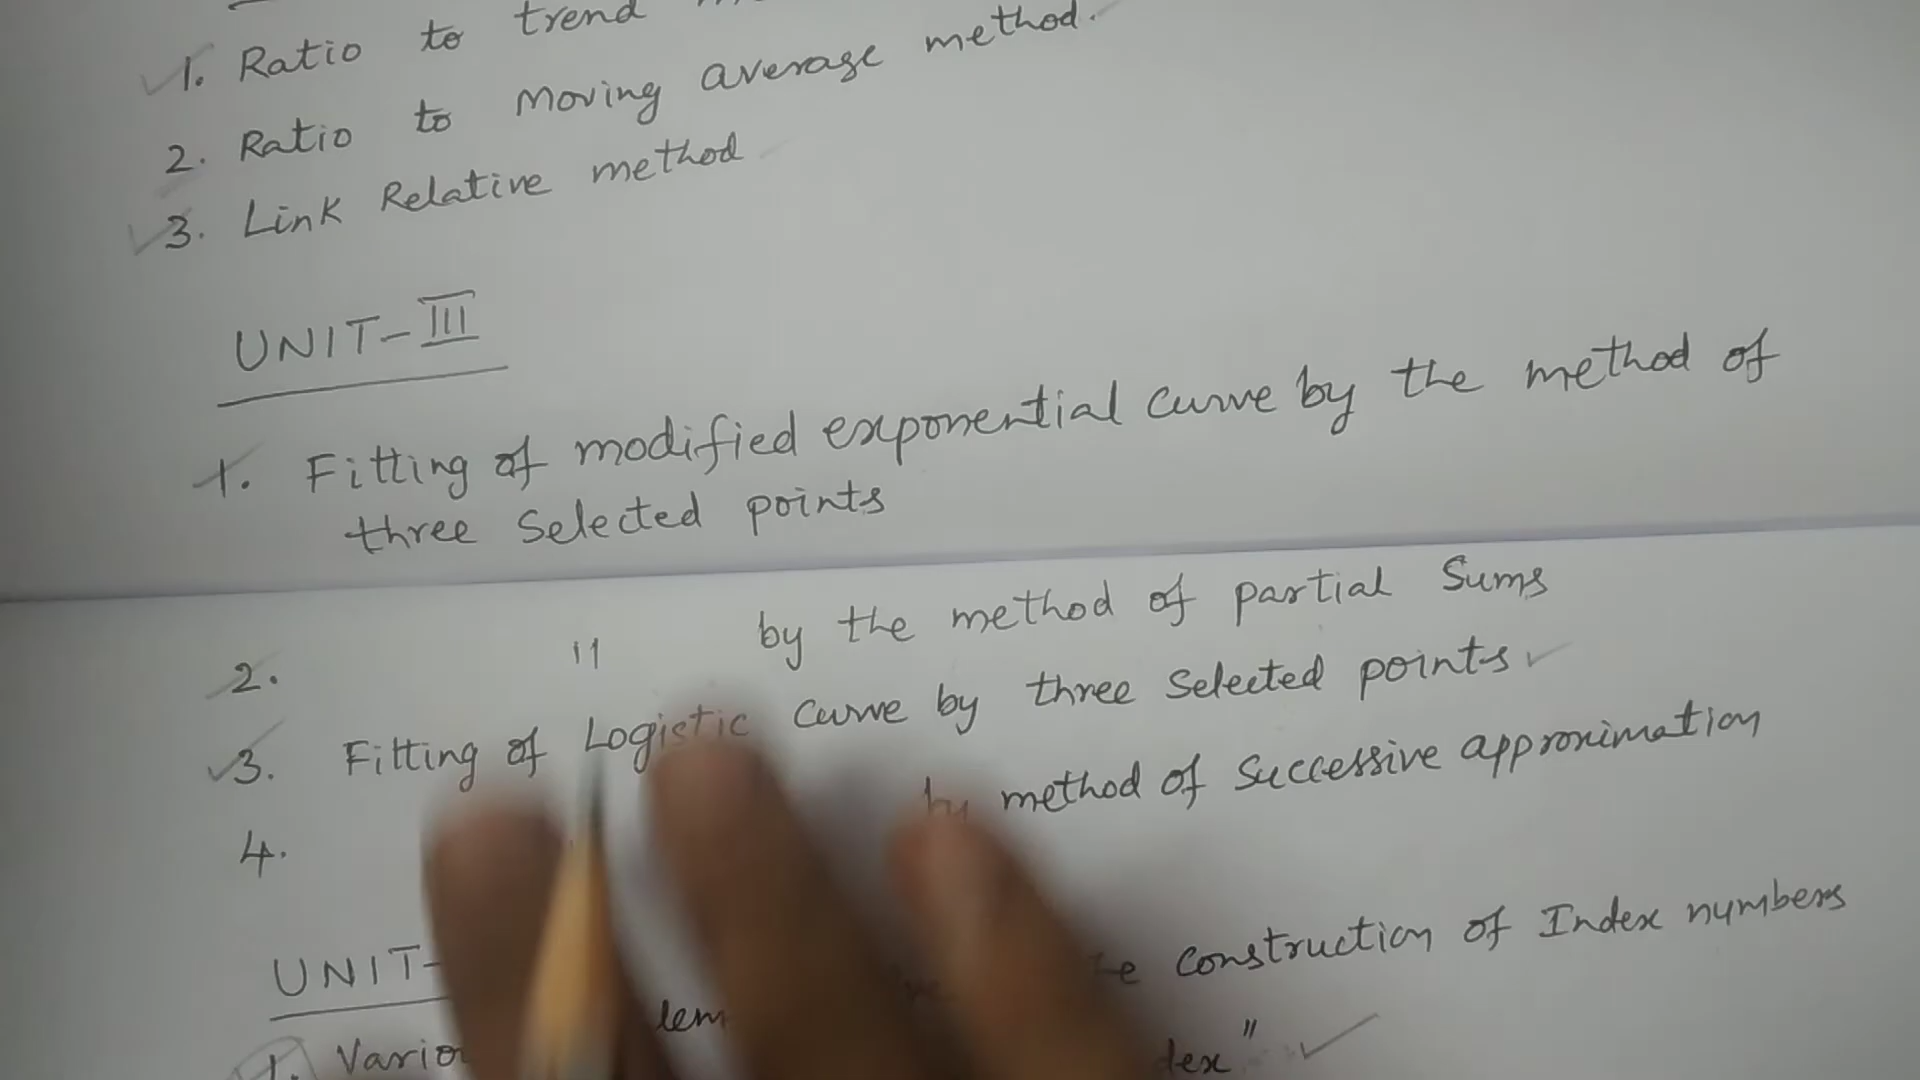 1. Ratio to trend
2. Ratio to Moving average method.
3. Link Relative method
UNIT-III
1. Fitting of modified exponential curve by the method of
three Selected points
2. " by the method of partial Sums
3. Fitting of Logistic Curve by three Selected points
4. by method of Successive approximation
UNIT-
construction of Index numbers
1.
"